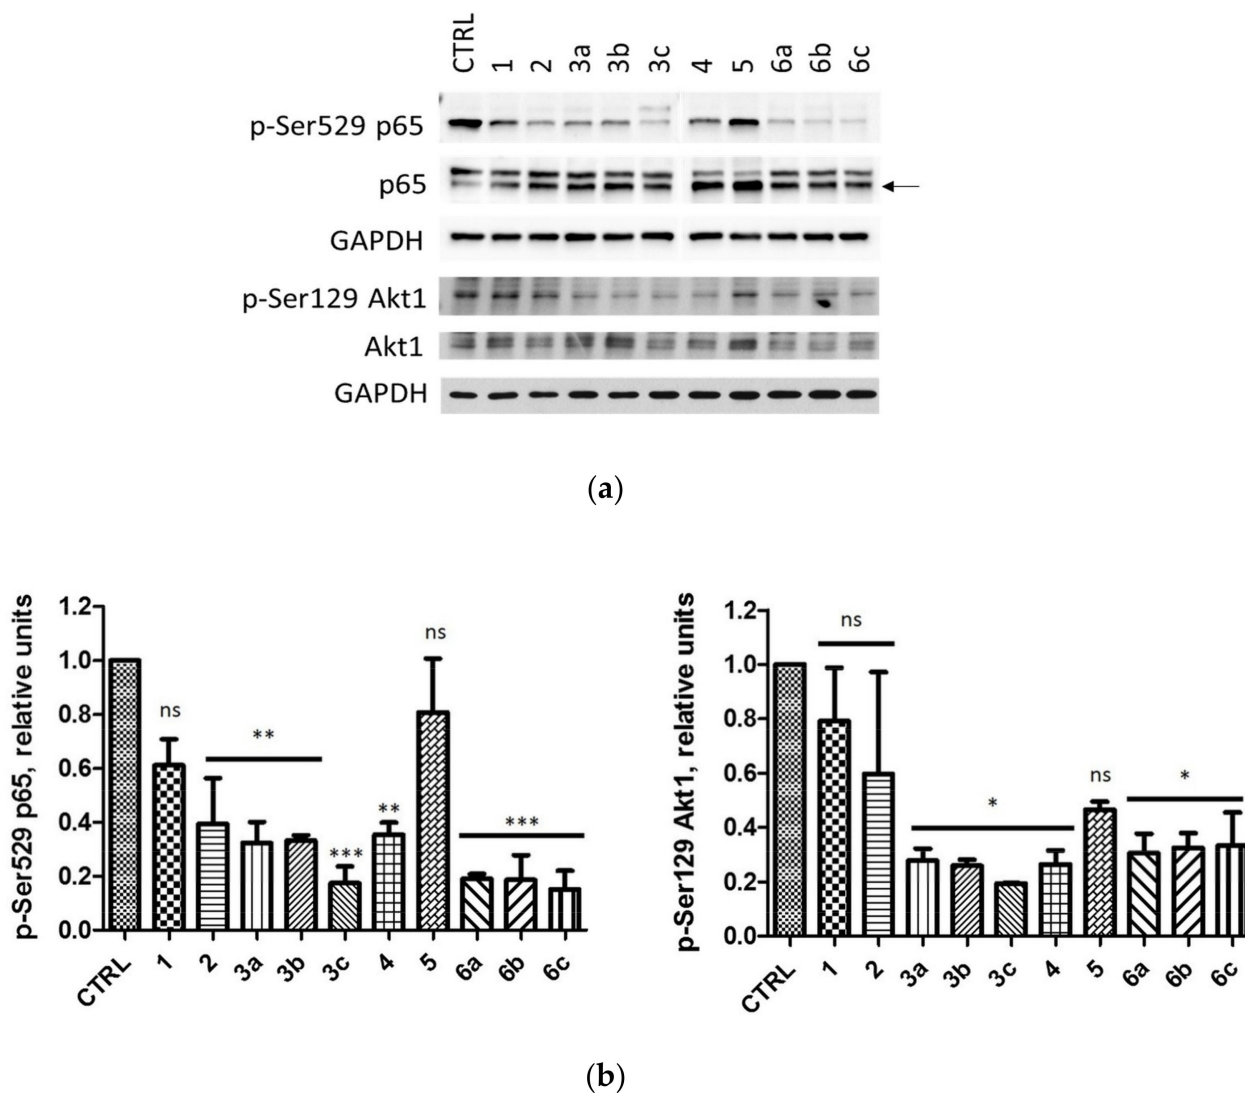 CTRL 1 2 3a 3b 3c 4 5 6a 6b 6c
p-Ser529 p65
p65
GAPDH
p-Ser129 Akt1
Akt1
GAPDH
(a)
p-Ser529 p65, relative units
1.2
1.0
0.8
0.6
0.4
0.2
0.0
ns
**
***
**
ns
***
CTRL 1 2 3a 3b 3c 4 5 6a 6b 6c
p-Ser129 Akt1, relative units
1.2
1.0
0.8
0.6
0.4
0.2
0.0
ns
*
ns
*
CTRL 1 2 3a 3b 3c 4 5 6a 6b 6c
(b)